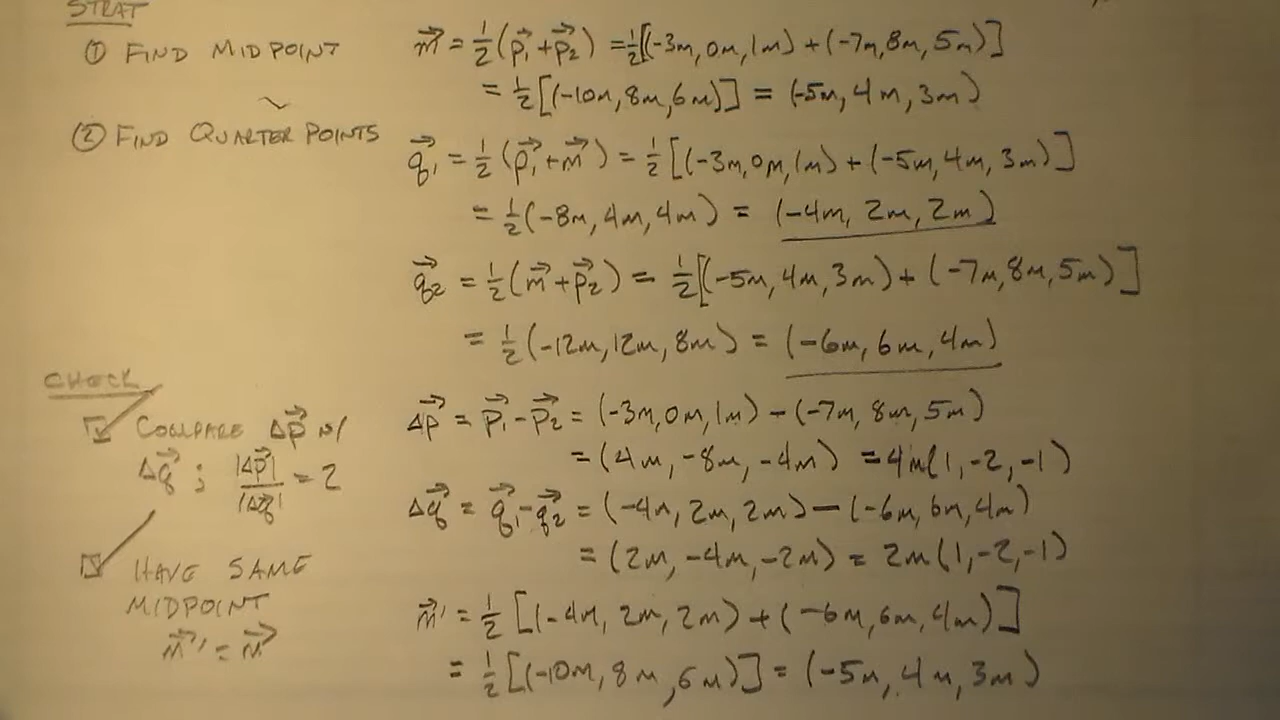 STRAT
① FIND MIDPOINT
② FIND QUARTER POINTS
m⃗ = ½(p⃗₁+p⃗₂) = ½[(-3m, 0m, 1m) + (-7m, 8m, 5m)]
= ½[(-10m, 8m, 6m)] = (-5m, 4m, 3m)
q⃗₁ = ½(p⃗₁+m⃗) = ½[(-3m, 0m, 1m) + (-5m, 4m, 3m)]
= ½(-8m, 4m, 4m) = (-4m, 2m, 2m)
q⃗₂ = ½(m⃗+p⃗₂) = ½[(-5m, 4m, 3m) + (-7m, 8m, 5m)]
= ½(-12m, 12m, 8m) = (-6m, 6m, 4m)
CHECK
COMPARE Δp⃗ w/
Δq⃗ ; |Δp⃗|/|Δq⃗| = 2
HAVE SAME
MIDPOINT
m⃗' = m⃗
Δp⃗ = p⃗₁ - p⃗₂ = (-3m, 0m, 1m) - (-7m, 8m, 5m)
= (4m, -8m, -4m) = 4m(1, -2, -1)
Δq⃗ = q⃗₁ - q⃗₂ = (-4m, 2m, 2m) - (-6m, 6m, 4m)
= (2m, -4m, -2m) = 2m(1, -2, -1)
m⃗' = ½[(-4m, 2m, 2m) + (-6m, 6m, 4m)]
= ½[(-10m, 8m, 6m)] = (-5m, 4m, 3m)